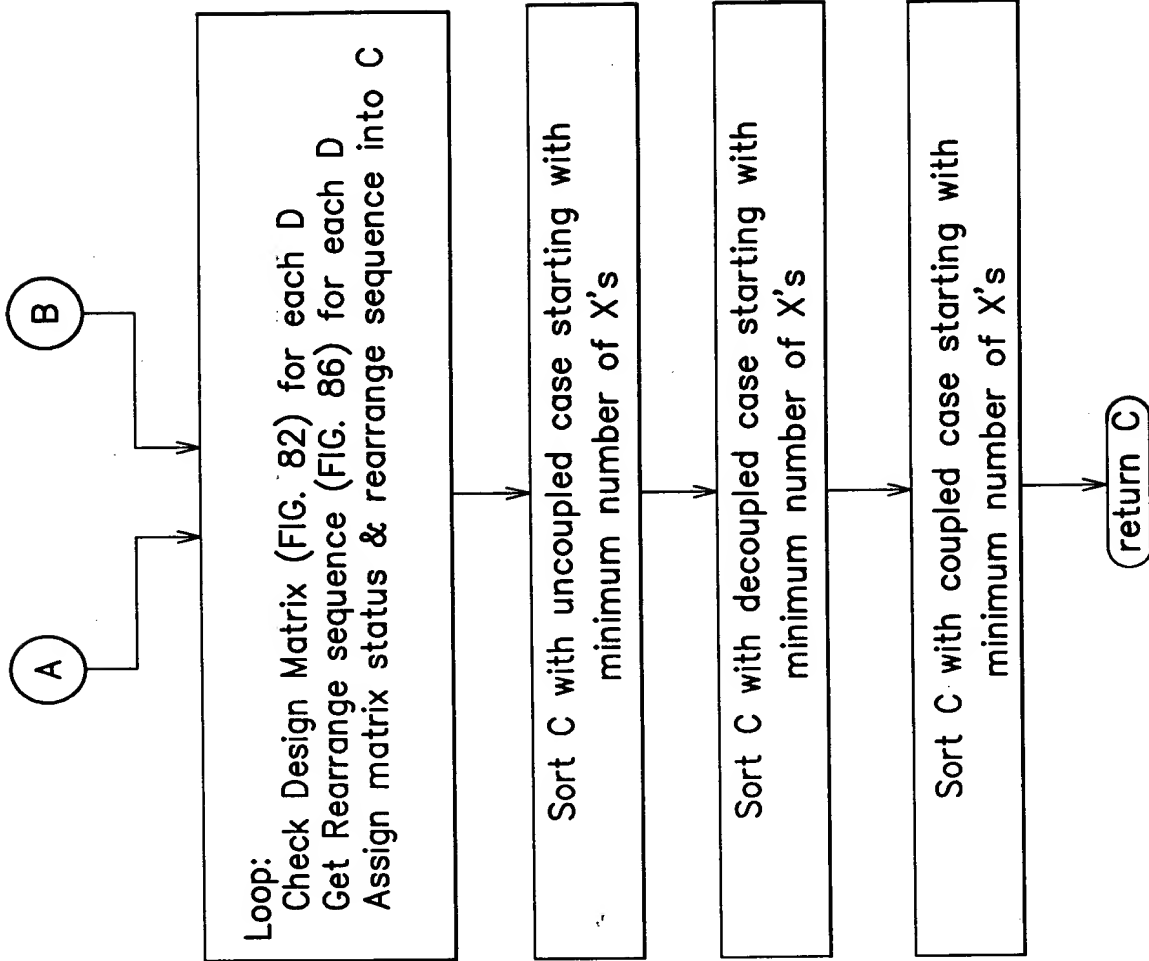 A
B
Loop:
Check Design Matrix (FIG. 82) for each D
Get Rearrange sequence (FIG. 86) for each D
Assign matrix status & rearrange sequence into C
Sort C with uncoupled case starting with
minimum number of X's
Sort C with decoupled case starting with
minimum number of X's
Sort C with coupled case starting with
minimum number of X's
return C